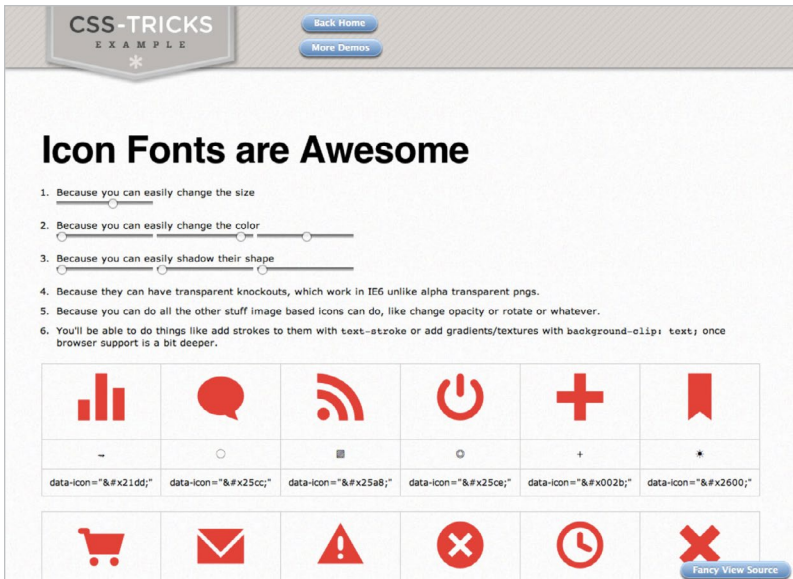 CSS-TRICKS
EXAMPLE
*
Back Home
More Demos
Icon Fonts are Awesome
1. Because you can easily change the size
2. Because you can easily change the color
3. Because you can easily shadow their shape
4. Because they can have transparent knockouts, which work in IE6 unlike alpha transparent pngs.
5. Because you can do all the other stuff image based icons can do, like change opacity or rotate or whatever.
6. You'll be able to do things like add strokes to them with text-stroke or add gradients/textures with background-clip: text; once
browser support is a bit deeper.
data-icon="&#x21dd;" data-icon="&#x25cc;" data-icon="&#x25a8;" data-icon="&#x25ce;" data-icon="&#x002b;" data-icon="&#x2600;"
Fancy View Source